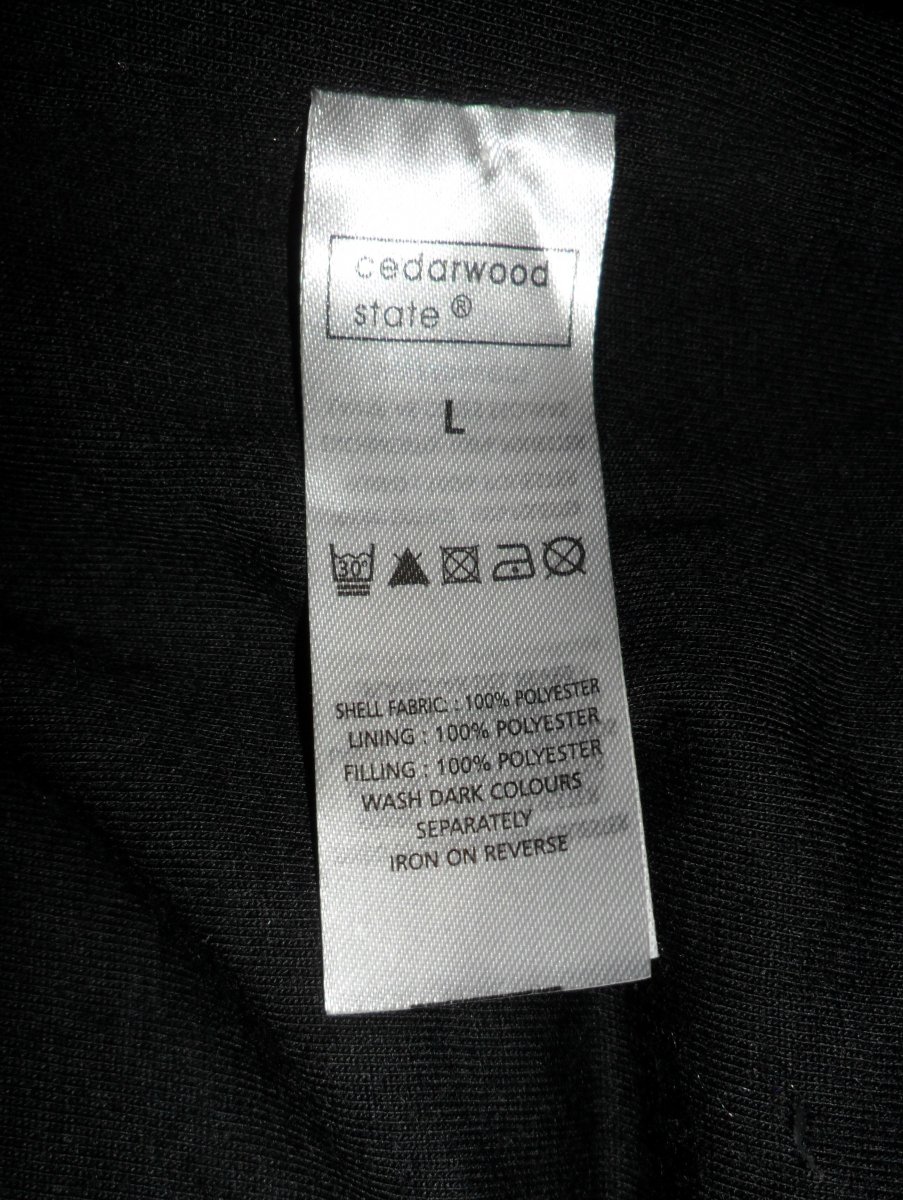 cedarwood
state®
L
30°
SHELL FABRIC. : 100% POLYESTER
LINING : 100% POLYESTER
FILLING : 100% POLYESTER
WASH DARK COLOURS
SEPARATELY
IRON ON REVERSE